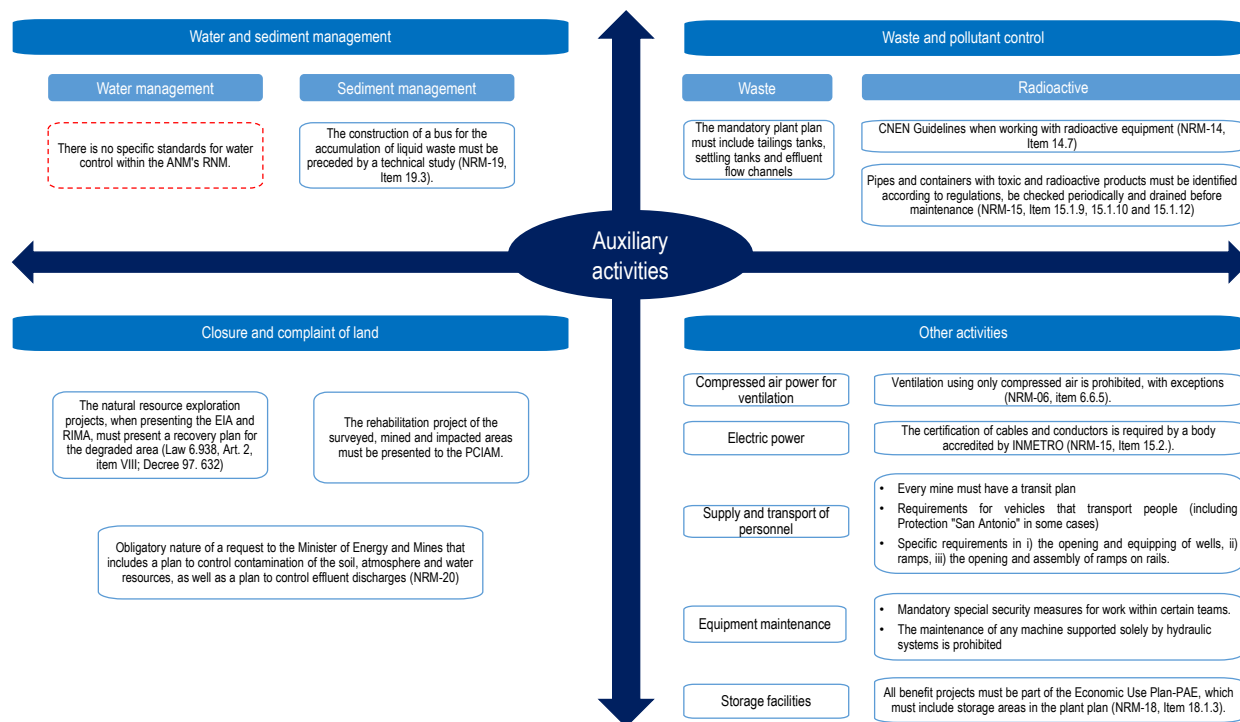 Water and sediment management
Water management
Sediment management
There is no specific standards for water
control within the ANM's RNM.
The construction of a bus for the
accumulation of liquid waste must be
preceded by a technical study (NRM-19,
Item 19.3).
Waste and pollutant control
Waste
Radioactive
The mandatory plant plan
must include tailings tanks,
settling tanks and effluent
flow channels
CNEN Guidelines when working with radioactive equipment (NRM-14,
Item 14.7)
Pipes and containers with toxic and radioactive products must be identified
according to regulations, be checked periodically and drained before
maintenance (NRM-15, Item 15.1.9, 15.1.10 and 15.1.12)
Auxiliary
activities
Closure and complaint of land
The natural resource exploration
projects, when presenting the EIA and
RIMA, must present a recovery plan for
the degraded area (Law 6.938, Art. 2,
item VIII; Decree 97. 632)
The rehabilitation project of the
surveyed, mined and impacted areas
must be presented to the PCIAM.
Obligatory nature of a request to the Minister of Energy and Mines that
includes a plan to control contamination of the soil, atmosphere and water
resources, as well as a plan to control effluent discharges (NRM-20)
Other activities
Compressed air power for
ventilation
Ventilation using only compressed air is prohibited, with exceptions
(NRM-06, item 6.6.5).
Electric power
The certification of cables and conductors is required by a body
accredited by INMETRO (NRM-15, Item 15.2.).
Supply and transport of
personnel
• Every mine must have a transit plan
• Requirements for vehicles that transport people (including
Protection "San Antonio" in some cases)
• Specific requirements in i) the opening and equipping of wells, ii)
ramps, iii) the opening and assembly of ramps on rails.
Equipment maintenance
• Mandatory special security measures for work within certain teams.
• The maintenance of any machine supported solely by hydraulic
systems is prohibited
Storage facilities
All benefit projects must be part of the Economic Use Plan-PAE, which
must include storage areas in the plant plan (NRM-18, Item 18.1.3).